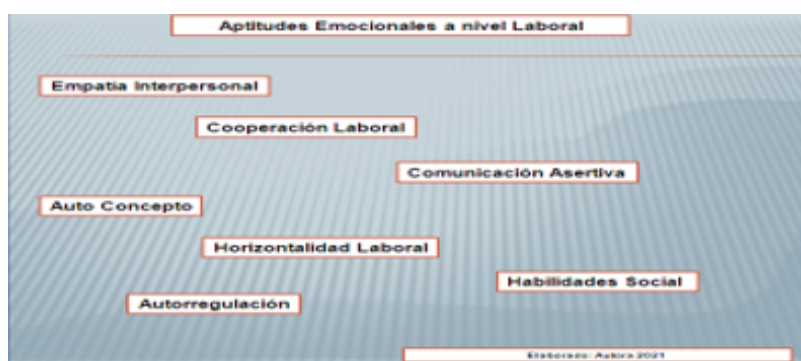 Aptitudes Emocionales a nivel Laboral
Empatia Interpersonal
Cooperación Laboral
Comunicación Asertiva
Auto Concepto
Horizontalidad Laboral
Habilidades Social
Autorregulación
Elaborado: Autora 2021